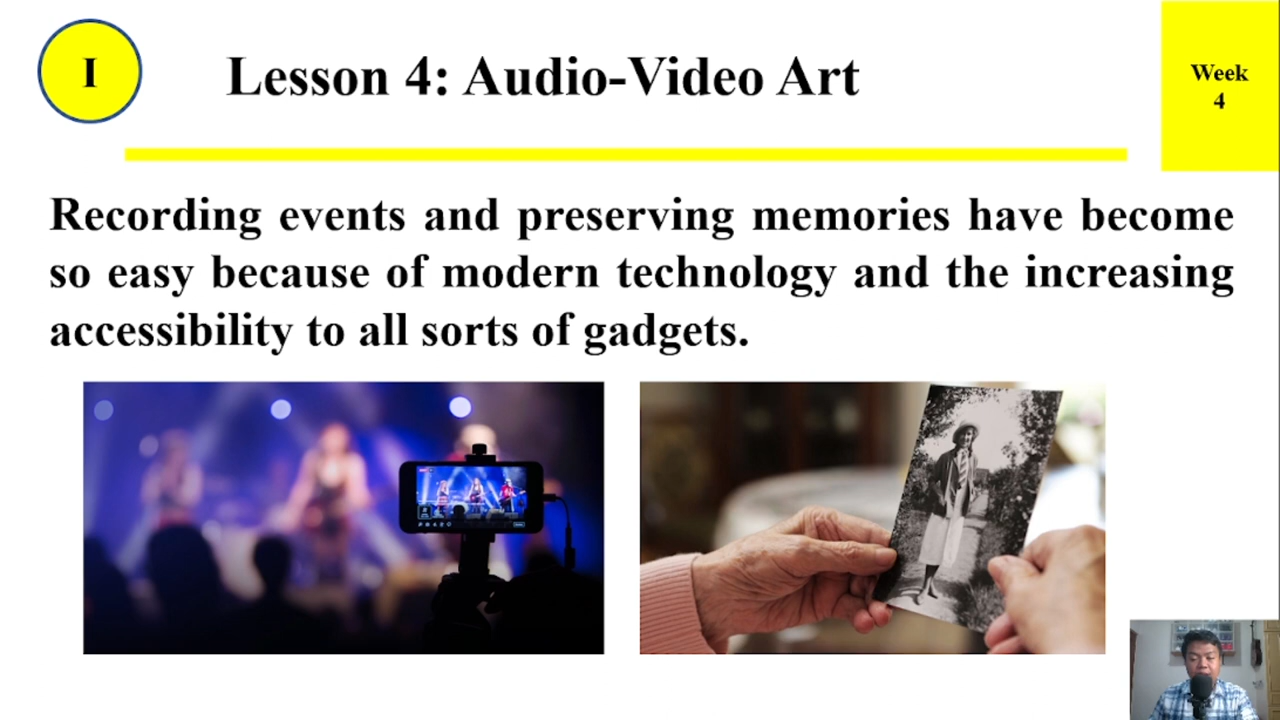 I
Lesson 4: Audio-Video Art
Week
4
Recording events and preserving memories have become
so easy because of modern technology and the increasing
accessibility to all sorts of gadgets.